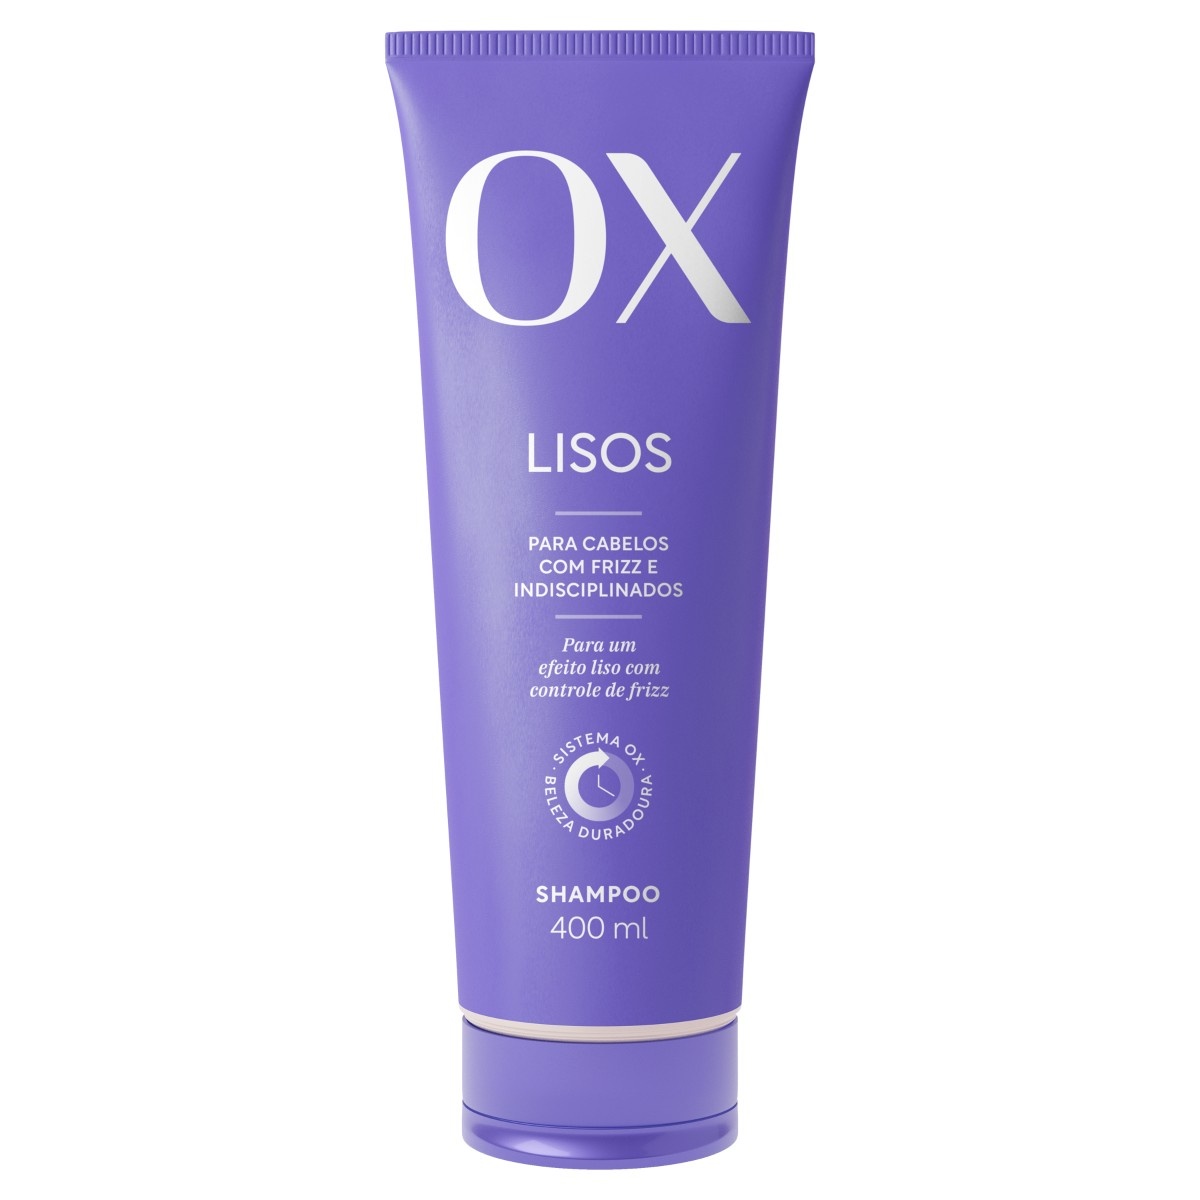 OX
LISOS
PARA CABELOS
COM FRIZZ E
INDISCIPLINADOS
Para um
efeito liso com
controle de frizz
· SISTEMA OX ·
BELEZA DURADOURA
SHAMPOO
400 ml